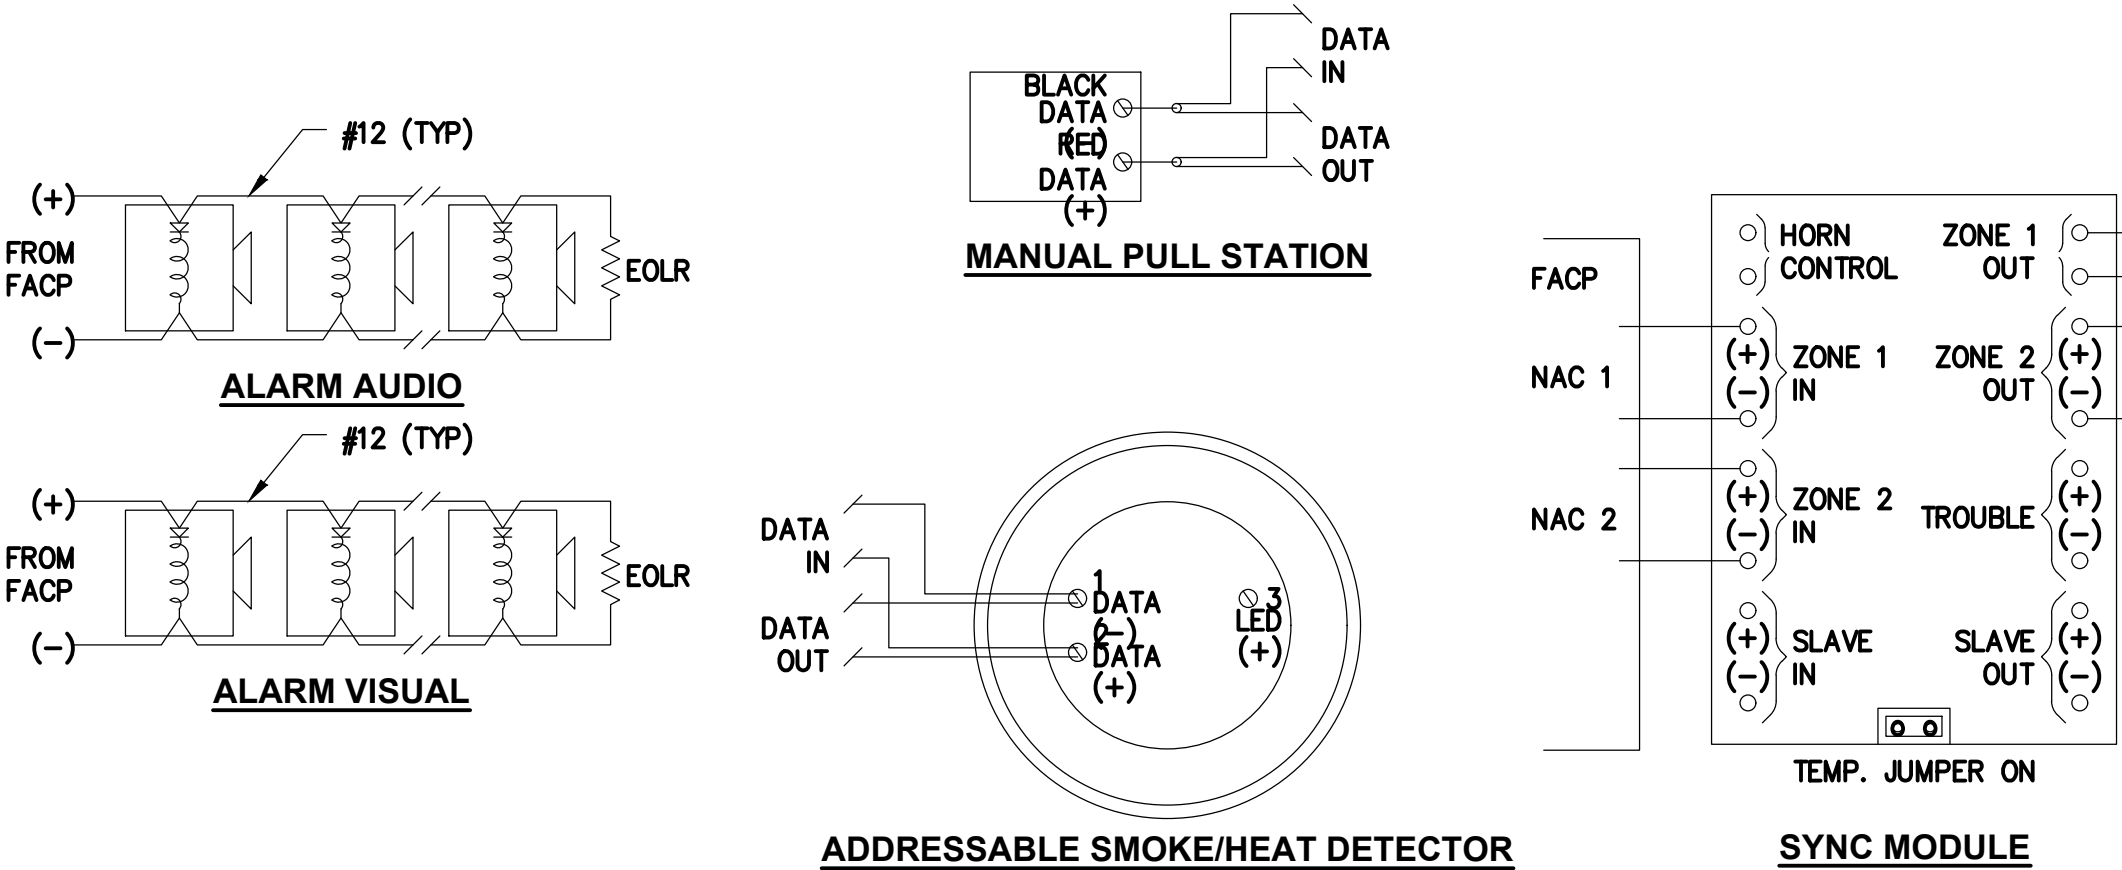 #12 (TYP)
(+)
FROM
FACP
EOLR
(-)
ALARM AUDIO
#12 (TYP)
(+)
FROM
FACP
EOLR
(-)
ALARM VISUAL
BLACK
DATA
(-)
RED
DATA
(+)
DATA
IN
DATA
OUT
MANUAL PULL STATION
DATA
IN
DATA
OUT
1
DATA
(-)
2
DATA
(+)
3
LED
(+)
ADDRESSABLE SMOKE/HEAT DETECTOR
FACP
NAC 1
NAC 2
HORN
CONTROL
ZONE 1
OUT
(+)
(-)
ZONE 1
IN
ZONE 2
OUT
(+)
(-)
(+)
(-)
ZONE 2
IN
TROUBLE
(+)
(-)
(+)
(-)
SLAVE
IN
SLAVE
OUT
(+)
(-)
TEMP. JUMPER ON
SYNC MODULE